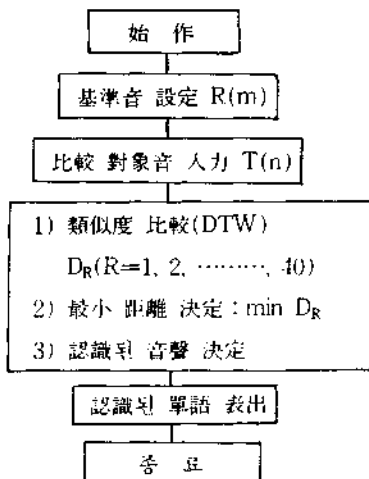 始 作
基準音 設定 R(m)
比較 對象音 入力 T(n)
1) 類似度 比較(DTW)
D_R(R=1, 2, ………, 40)
2) 最小 距離 決定 : min D_R
3) 認識된 音聲 決定
認識된 單語 表出
종 료